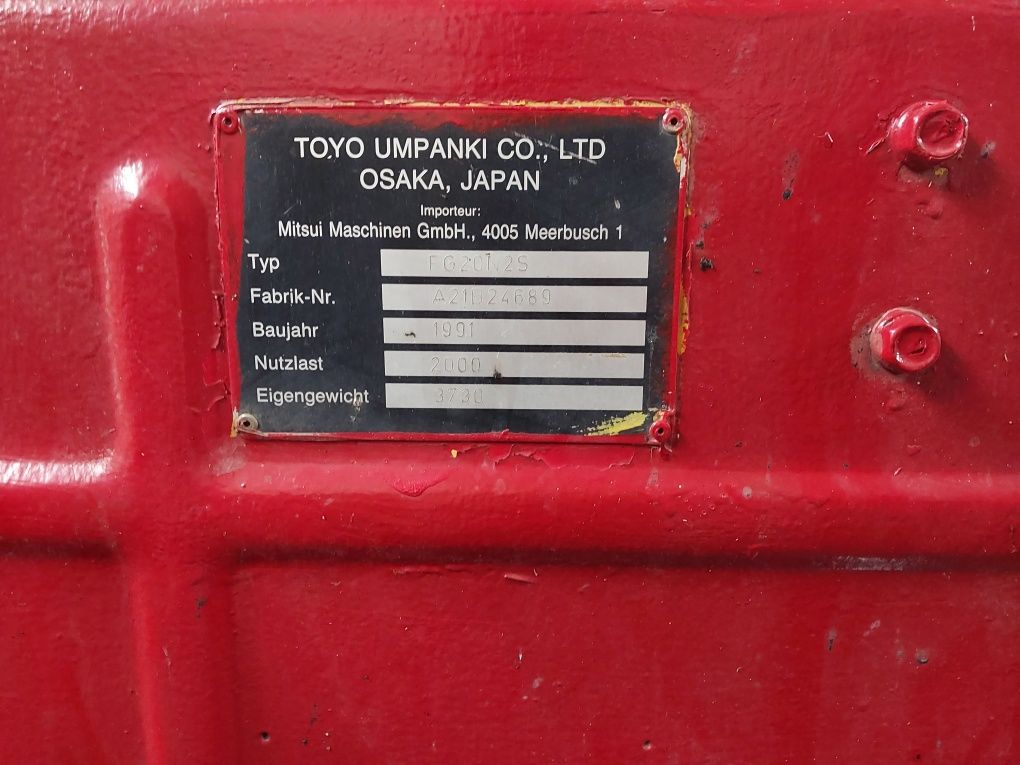 TOYO UMPANKI CO., LTD
OSAKA, JAPAN
Importeur:
Mitsui Maschinen GmbH., 4005 Meerbusch 1
Typ FG20N2S
Fabrik-Nr. A21D24689
Baujahr 1991
Nutzlast 2000
Eigengewicht 3730